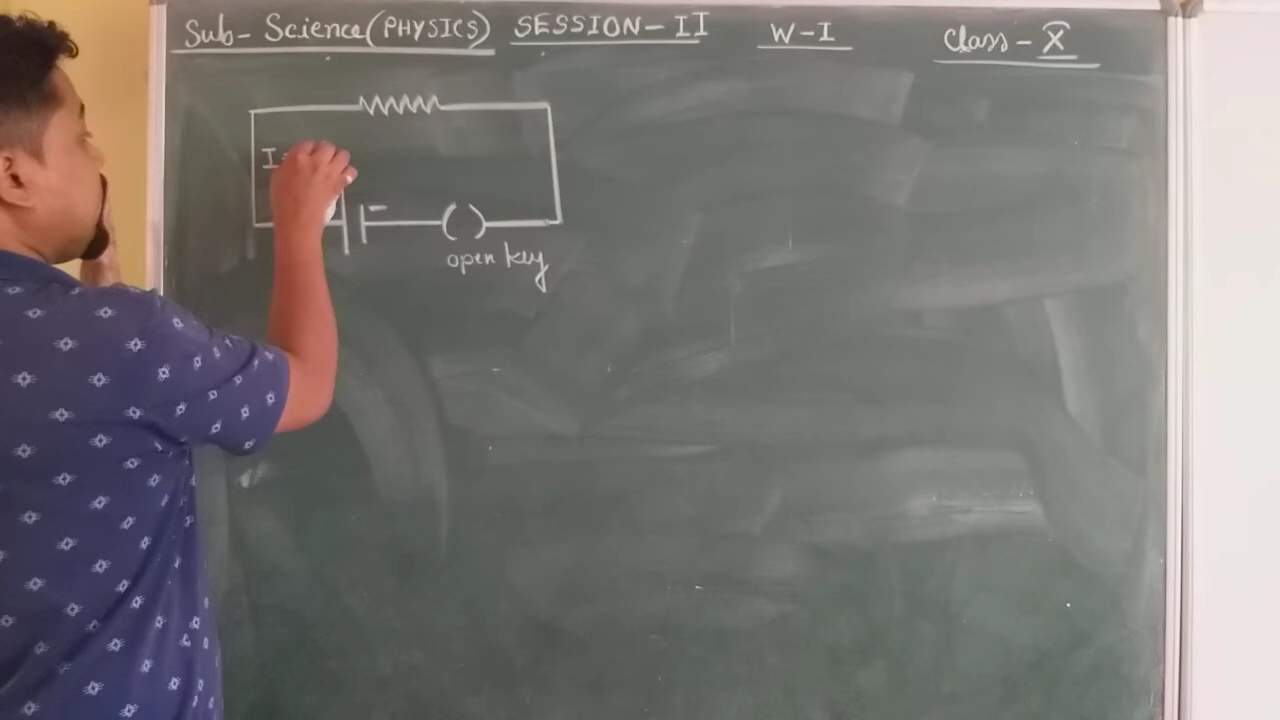 Sub- Science (PHYSICS) SESSION-II W-I Class-X
I=
-
open key